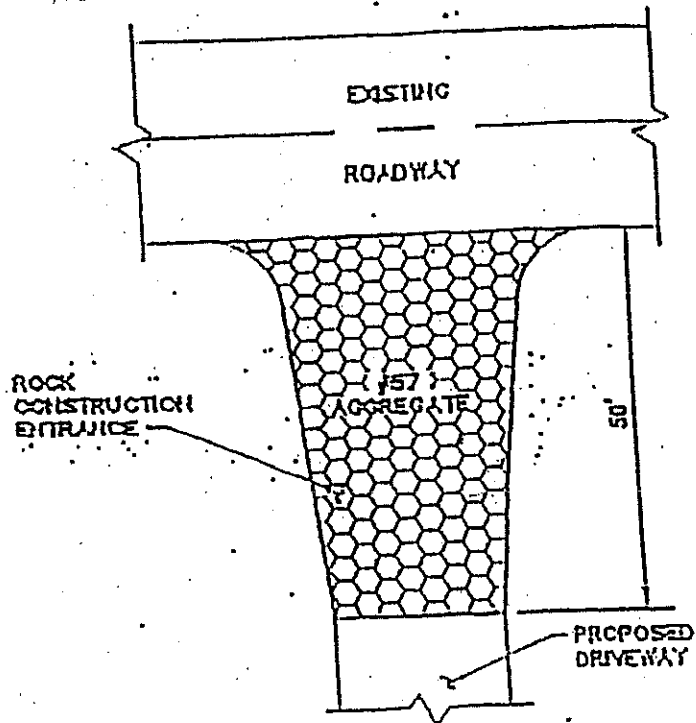 EXISTING
ROADWAY
ROCK
CONSTRUCTION
ENTRANCE
( #57 )
AGGREGATE
50'
PROPOSED
DRIVEWAY